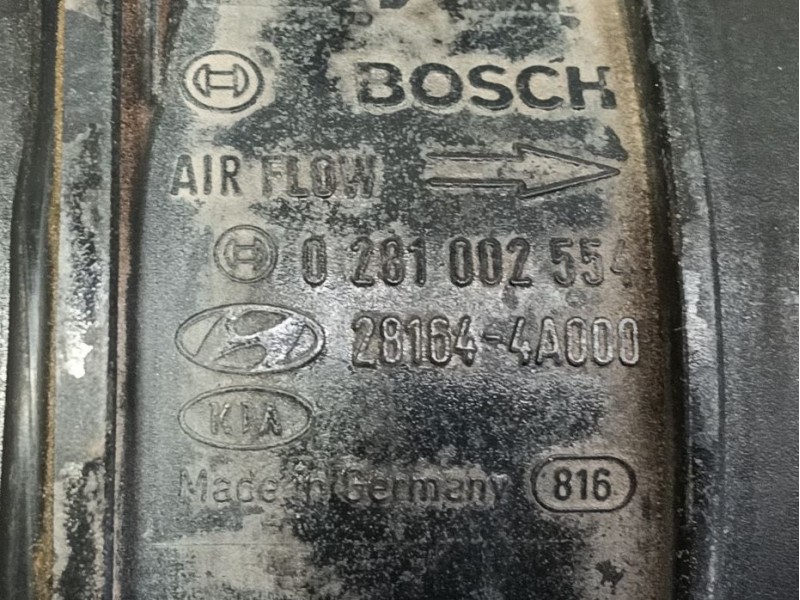 BOSCH
AIR FLOW
0 281 002 554
28164-4A000
KIA
Made in Germany 816